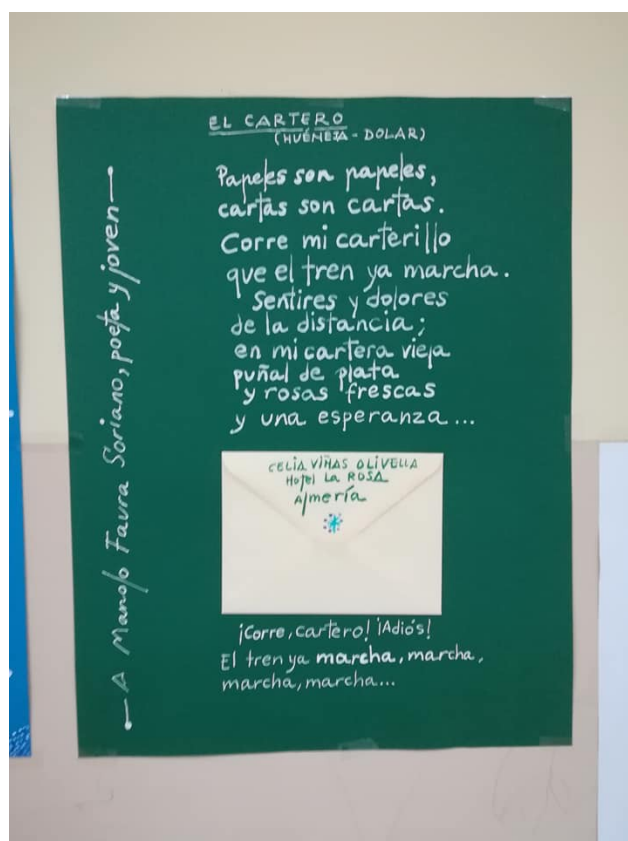 EL CARTERO
(HUÉNEJA - DOLAR)
Papeles son papeles,
cartas son cartas.
Corre mi carterillo
que el tren ya marcha.
Sentires y dolores
de la distancia;
en mi cartera vieja
puñal de plata
y rosas frescas
y una esperanza...
CELIA VIÑAS OLIVELLA
Hotel LA ROSA
Almería
¡Corre, cartero! ¡Adiós!
El tren ya marcha, marcha,
marcha, marcha...
— A Manolo Faura Soriano, poeta y joven —